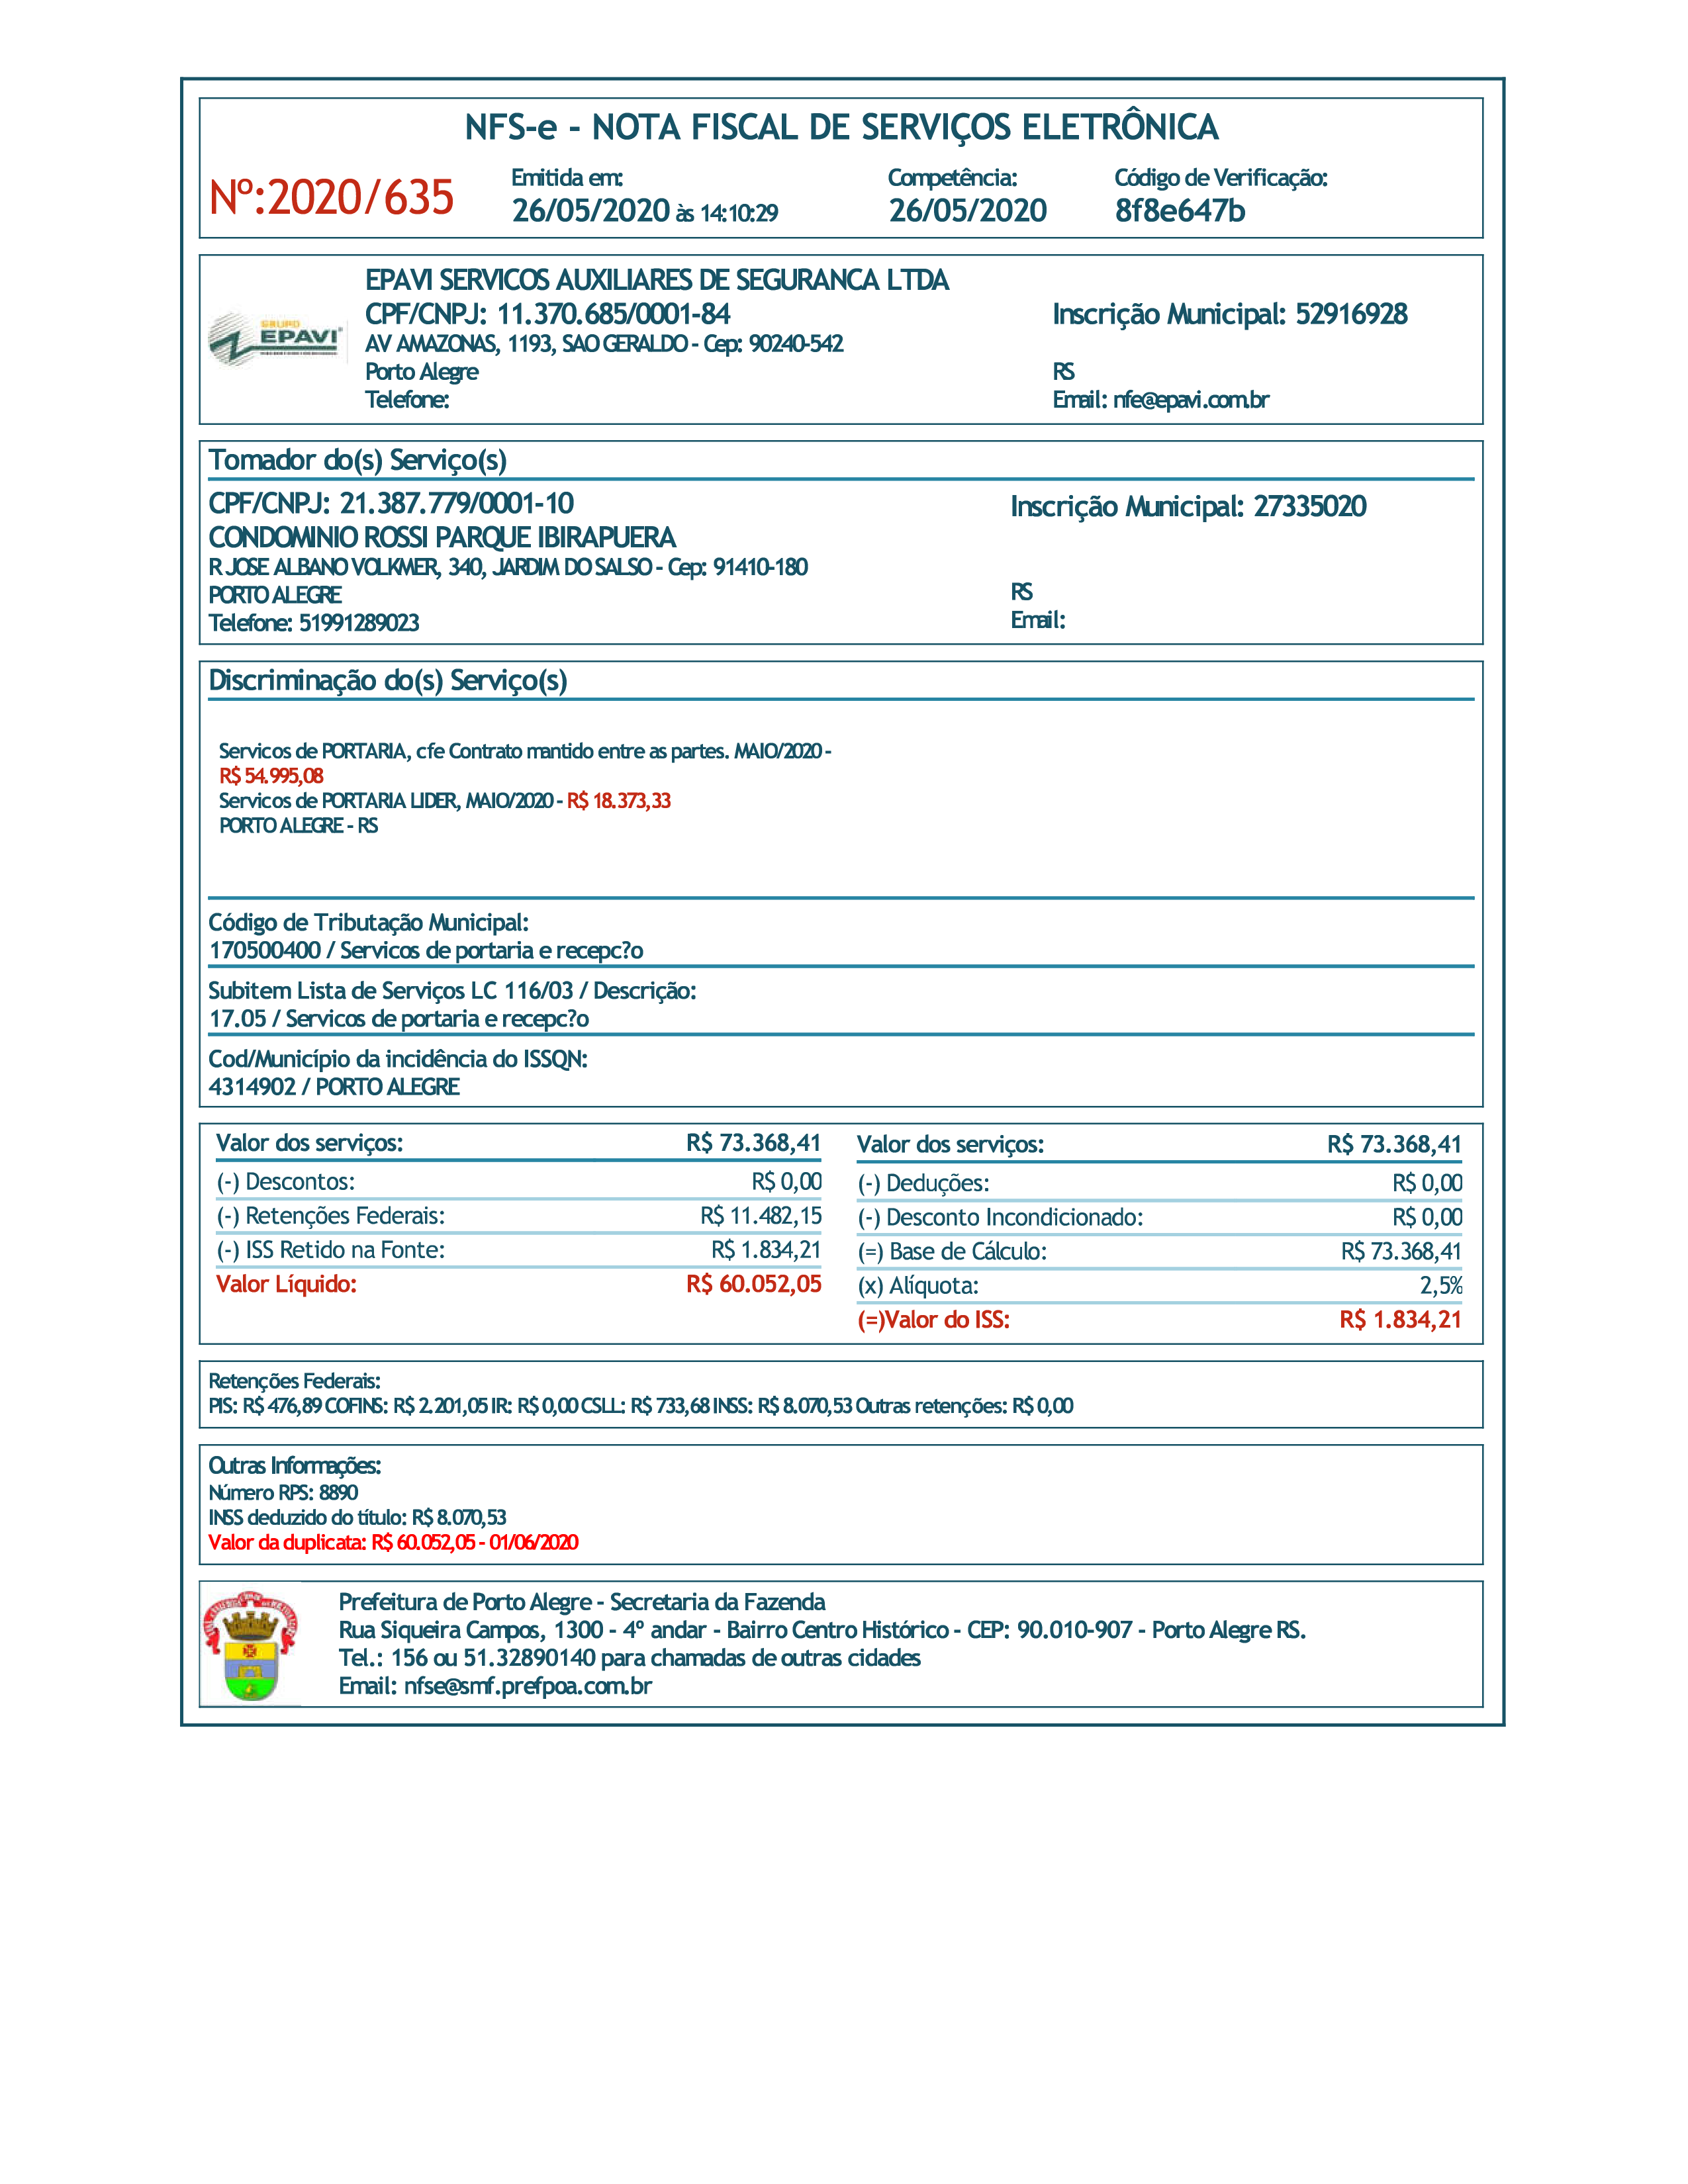 NFS-e - NOTA FISCAL DE SERVIÇOS ELETRÔNICA
Nº:2020/635
Emitida em:
26/05/2020 às 14:10:29
Competência:
26/05/2020
Código de Verificação:
8f8e647b
GRUPO
EPAVI
EPAVI SERVICOS AUXILIARES DE SEGURANCA LTDA
CPF/CNPJ: 11.370.685/0001-84
Inscrição Municipal: 52916928
AV AMAZONAS, 1193, SAO GERALDO - Cep: 90240-542
Porto Alegre
RS
Telefone:
Email: nfe@epavi.com.br
Tomador do(s) Serviço(s)
CPF/CNPJ: 21.387.779/0001-10
Inscrição Municipal: 27335020
CONDOMINIO ROSSI PARQUE IBIRAPUERA
R JOSE ALBANO VOLKMER, 340, JARDIM DO SALSO - Cep: 91410-180
PORTO ALEGRE
RS
Telefone: 51991289023
Email:
Discriminação do(s) Serviço(s)
Servicos de PORTARIA, cfe Contrato mantido entre as partes. MAIO/2020 -
R$ 54.995,08
Servicos de PORTARIA LIDER, MAIO/2020 - R$ 18.373,33
PORTO ALEGRE - RS
Código de Tributação Municipal:
170500400 / Servicos de portaria e recepc?o
Subitem Lista de Serviços LC 116/03 / Descrição:
17.05 / Servicos de portaria e recepc?o
Cod/Município da incidência do ISSQN:
4314902 / PORTO ALEGRE
Valor dos serviços: R$ 73.368,41
(-) Descontos: R$ 0,00
(-) Retenções Federais: R$ 11.482,15
(-) ISS Retido na Fonte: R$ 1.834,21
Valor Líquido: R$ 60.052,05
Valor dos serviços: R$ 73.368,41
(-) Deduções: R$ 0,00
(-) Desconto Incondicionado: R$ 0,00
(=) Base de Cálculo: R$ 73.368,41
(x) Alíquota: 2,5%
(=)Valor do ISS: R$ 1.834,21
Retenções Federais:
PIS: R$ 476,89 COFINS: R$ 2.201,05 IR: R$ 0,00 CSLL: R$ 733,68 INSS: R$ 8.070,53 Outras retenções: R$ 0,00
Outras Informações:
Número RPS: 8890
INSS deduzido do título: R$ 8.070,53
Valor da duplicata: R$ 60.052,05 - 01/06/2020
Prefeitura de Porto Alegre - Secretaria da Fazenda
Rua Siqueira Campos, 1300 - 4º andar - Bairro Centro Histórico - CEP: 90.010-907 - Porto Alegre RS.
Tel.: 156 ou 51.32890140 para chamadas de outras cidades
Email: nfse@smf.prefpoa.com.br